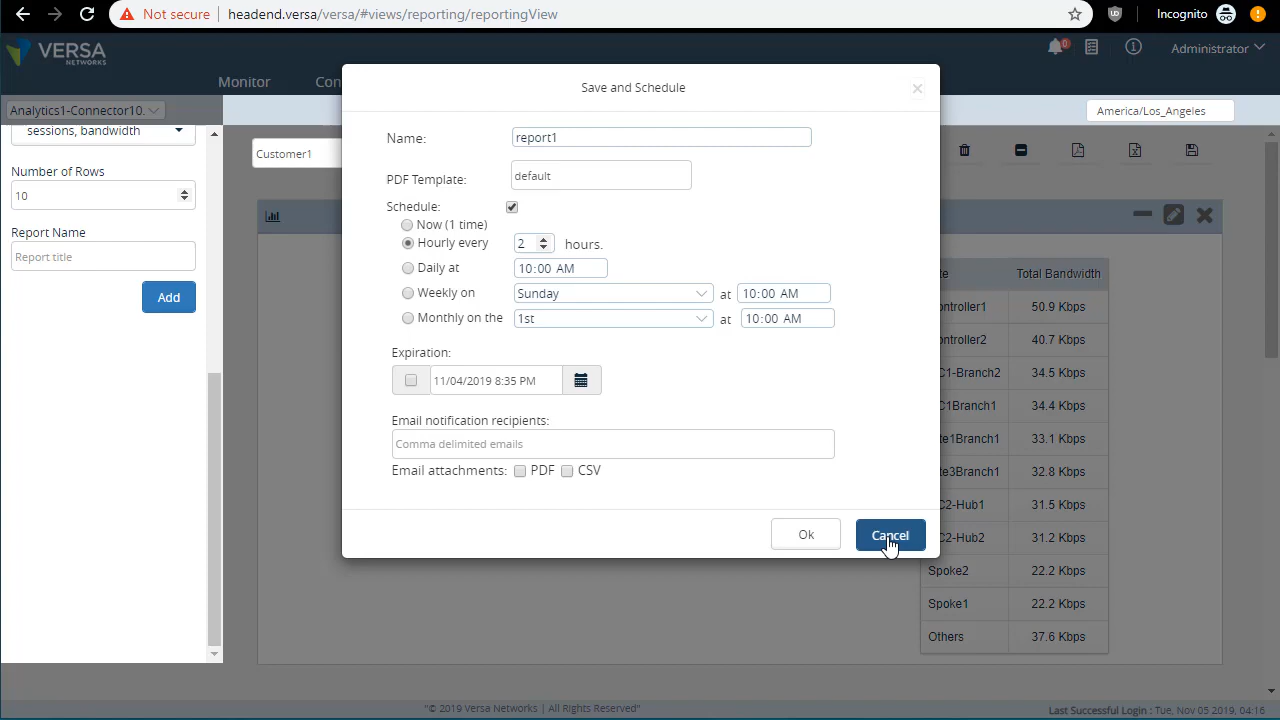 Not secure | headend.versa/versa/#views/reporting/reportingView
Incognito
VERSA
NETWORKS
Monitor
Con
Administrator
0
Analytics1-Connector10.
America/Los_Angeles
sessions, bandwidth
Number of Rows
10
Report Name
Report title
Add
Customer1
Save and Schedule
Name:
report1
PDF Template:
default
Schedule:
Now (1 time)
Hourly every
2
hours.
Daily at
10:00 AM
Weekly on
Sunday
at
10:00 AM
Monthly on the
1st
at
10:00 AM
Expiration:
11/04/2019 8:35 PM
Email notification recipients:
Comma delimited emails
Email attachments:
PDF
CSV
Ok
Cancel
te Total Bandwidth
ontroller1 50.9 Kbps
ontroller2 40.7 Kbps
C1-Branch2 34.5 Kbps
C1Branch1 34.4 Kbps
te1Branch1 33.1 Kbps
te3Branch1 32.8 Kbps
C2-Hub1 31.5 Kbps
C2-Hub2 31.2 Kbps
Spoke2 22.2 Kbps
Spoke1 22.2 Kbps
Others 37.6 Kbps
"© 2019 Versa Networks | All Rights Reserved"
Last Successful Login : Tue, Nov 05 2019, 04:16